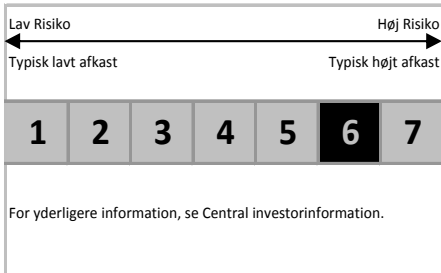 Lav Risiko Høj Risiko
Typisk lavt afkast Typisk højt afkast
1 2 3 4 5 6 7
For yderligere information, se Central investorinformation.